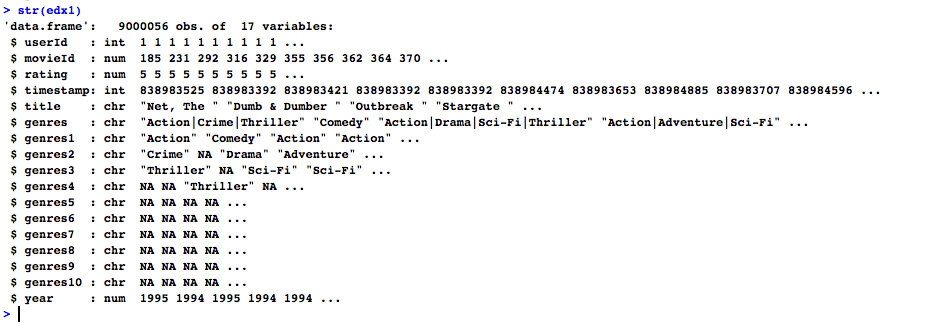 > str(edx1)
'data.frame':   9000056 obs. of  17 variables:
 $ userId   : int  1 1 1 1 1 1 1 1 1 1 ...
 $ movieId  : num  185 231 292 316 329 355 356 362 364 370 ...
 $ rating   : num  5 5 5 5 5 5 5 5 5 5 ...
 $ timestamp: int  838983525 838983392 838983421 838983392 838983392 838984474 838983653 838984885 838983707 838984596 ...
 $ title    : chr  "Net, The " "Dumb & Dumber " "Outbreak " "Stargate " ...
 $ genres   : chr  "Action|Crime|Thriller" "Comedy" "Action|Drama|Sci-Fi|Thriller" "Action|Adventure|Sci-Fi" ...
 $ genres1  : chr  "Action" "Comedy" "Action" "Action" ...
 $ genres2  : chr  "Crime" NA "Drama" "Adventure" ...
 $ genres3  : chr  "Thriller" NA "Sci-Fi" "Sci-Fi" ...
 $ genres4  : chr  NA NA "Thriller" NA ...
 $ genres5  : chr  NA NA NA NA ...
 $ genres6  : chr  NA NA NA NA ...
 $ genres7  : chr  NA NA NA NA ...
 $ genres8  : chr  NA NA NA NA ...
 $ genres9  : chr  NA NA NA NA ...
 $ genres10 : chr  NA NA NA NA ...
 $ year     : num  1995 1994 1995 1994 1994 ...
>